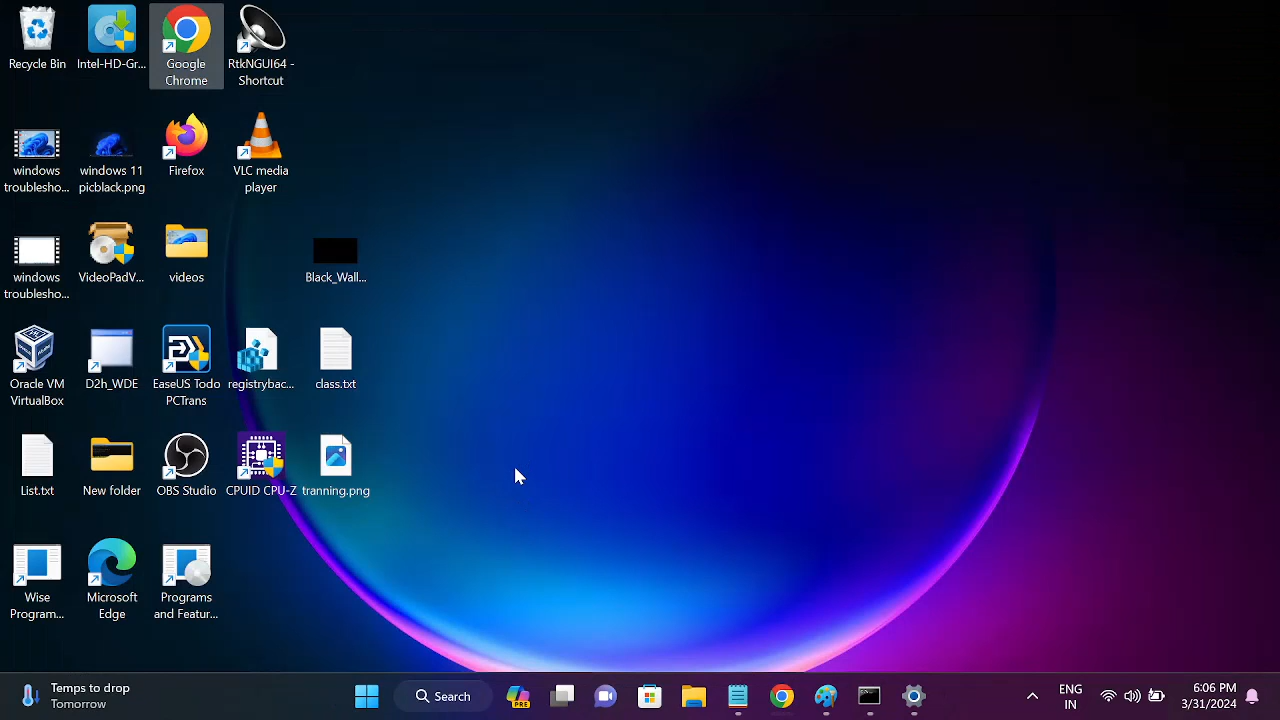 Recycle Bin
Intel-HD-Gr...
Google
Chrome
RtkNGUI64 -
Shortcut
windows
troublesho...
windows 11
picblack.png
Firefox
VLC media
player
windows
troublesho...
VideoPadV...
videos
Black_Wall...
Oracle VM
VirtualBox
D2h_WDE
EaseUS Todo
PCTrans
registrybac...
class.txt
List.txt
New folder
OBS Studio
CPUID CPU-Z
tranning.png
Wise
Program...
Microsoft
Edge
Programs
and Featur...
Temps to drop
Tomorrow
Search
PRE
ENG
IN
6:06 PM
3/31/2024